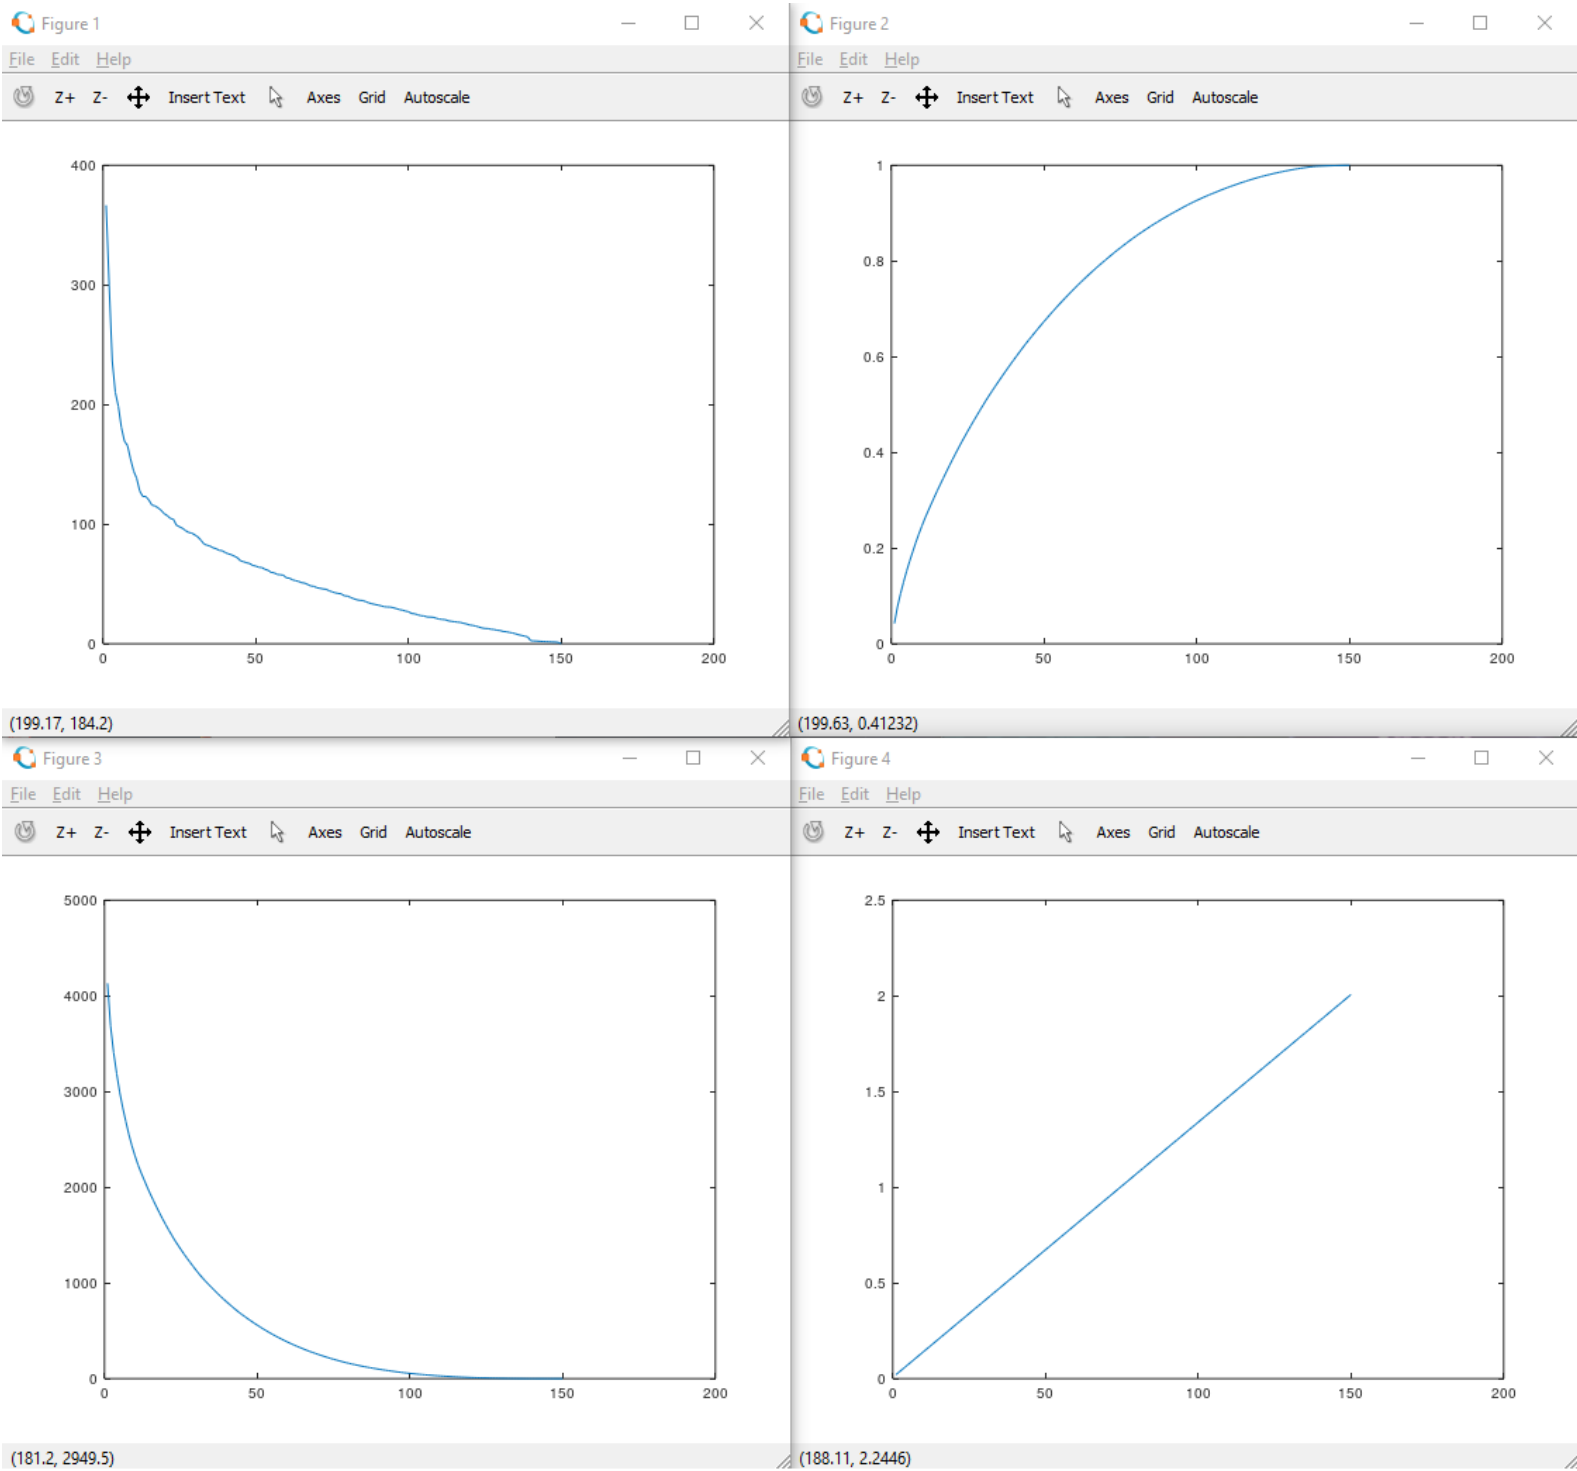 Figure 1
File Edit Help
Z+ Z- Insert Text Axes Grid Autoscale
400
300
200
100
0
0 50 100 150 200
(199.17, 184.2)
Figure 2
File Edit Help
Z+ Z- Insert Text Axes Grid Autoscale
1
0.8
0.6
0.4
0.2
0
0 50 100 150 200
(199.63, 0.41232)
Figure 3
File Edit Help
Z+ Z- Insert Text Axes Grid Autoscale
5000
4000
3000
2000
1000
0
0 50 100 150 200
(181.2, 2949.5)
Figure 4
File Edit Help
Z+ Z- Insert Text Axes Grid Autoscale
2.5
2
1.5
1
0.5
0
0 50 100 150 200
(188.11, 2.2446)